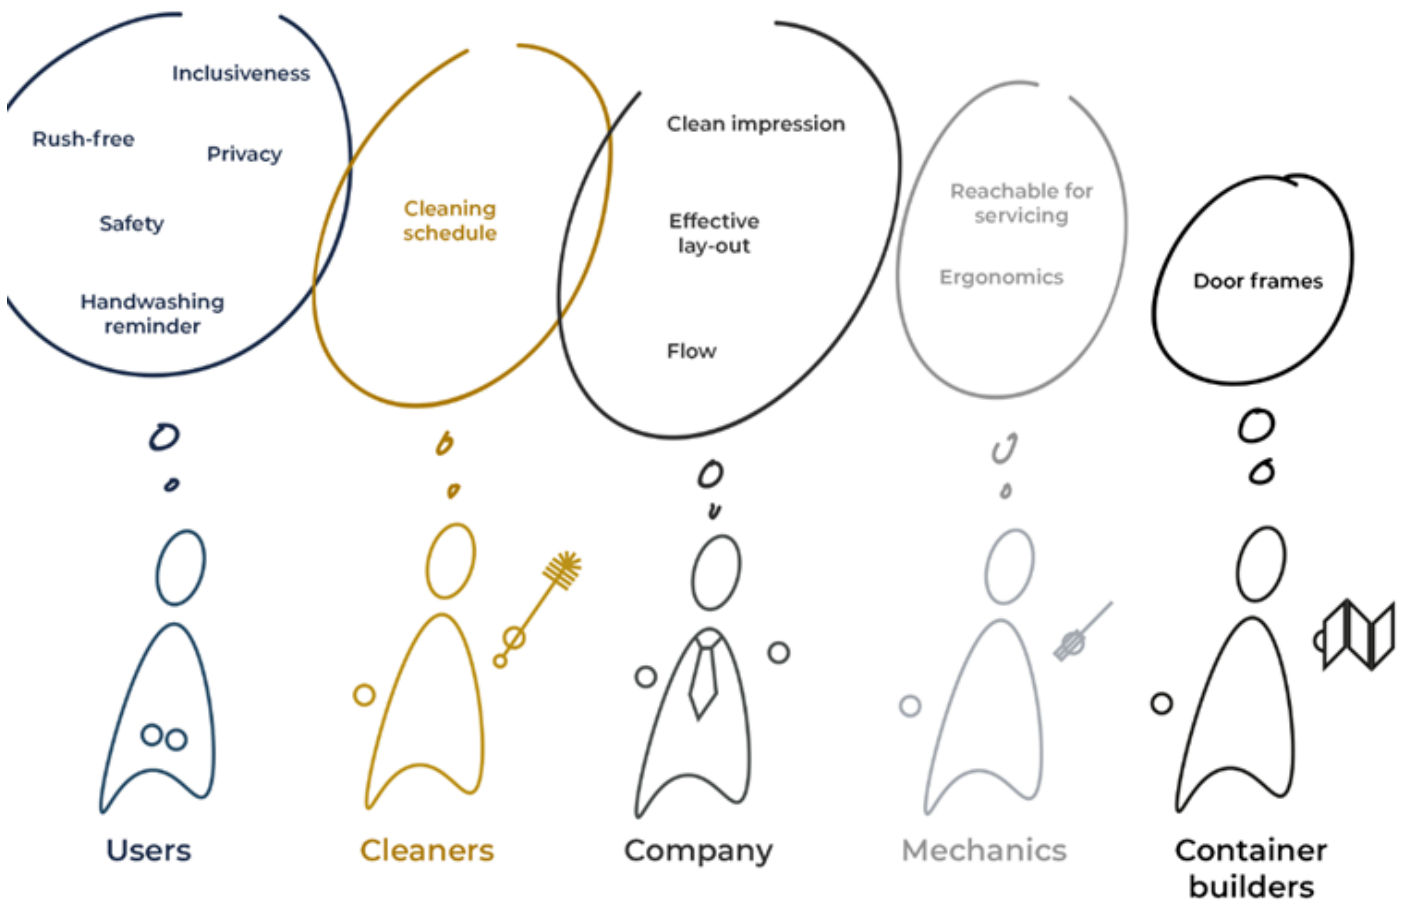 Inclusiveness
Rush-free
Privacy
Safety
Handwashing
reminder
Cleaning
schedule
Clean impression
Effective
lay-out
Flow
Reachable for
servicing
Ergonomics
Door frames
Users
Cleaners
Company
Mechanics
Container
builders